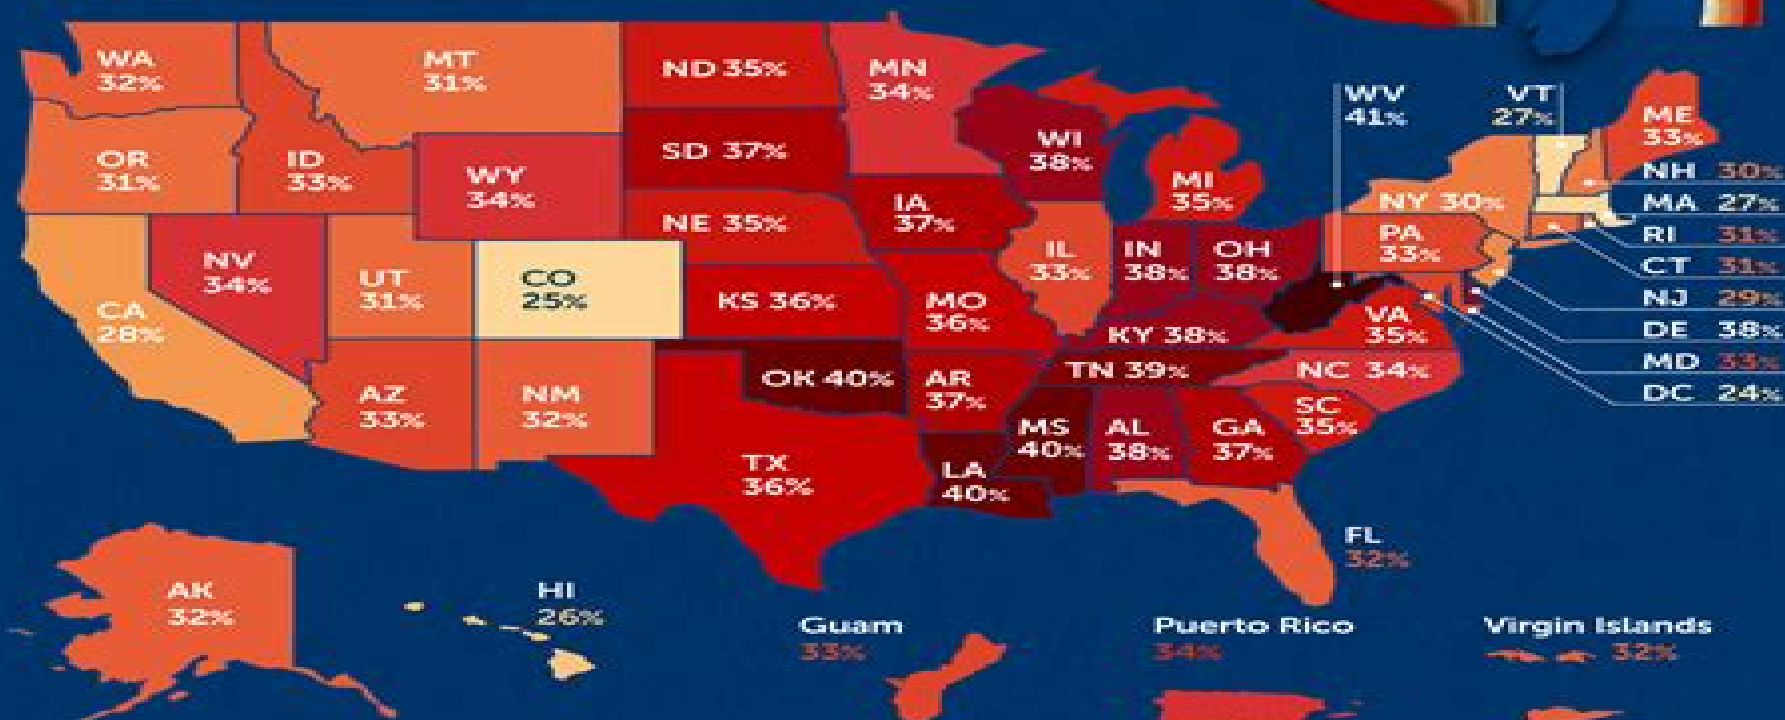 WA
32%
MT
31%
ND 35%
MN
34%
WV
41%
VT
27%
ME
33%
OR
31%
ID
33%
WY
34%
SD 37%
WI
38%
MI
35%
NH 30%
NY 30%
MA 27%
NE 35%
IA
37%
PA
33%
RI 31%
NV
34%
UT
31%
CO
25%
IL
33%
IN
38%
OH
38%
CT 31%
CA
28%
KS 36%
MO
36%
KY 38%
VA
35%
NJ 29%
DE 38%
MD 33%
DC 24%
AZ
33%
NM
32%
OK 40%
AR
37%
TN 39%
NC 34%
SC
35%
TX
36%
LA
40%
MS
40%
AL
38%
GA
37%
FL
32%
AK
32%
HI
26%
Guam
33%
Puerto Rico
34%
Virgin Islands
32%